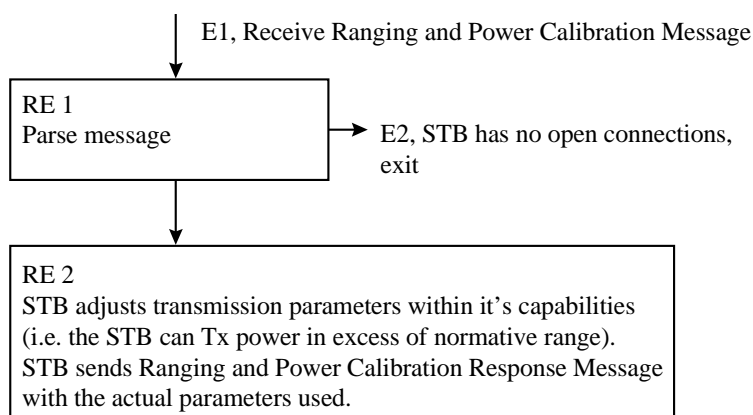 E1, Receive Ranging and Power Calibration Message
RE 1
Parse message
E2, STB has no open connections,
exit
RE 2
STB adjusts transmission parameters within it’s capabilities
(i.e. the STB can Tx power in excess of normative range).
STB sends Ranging and Power Calibration Response Message
with the actual parameters used.